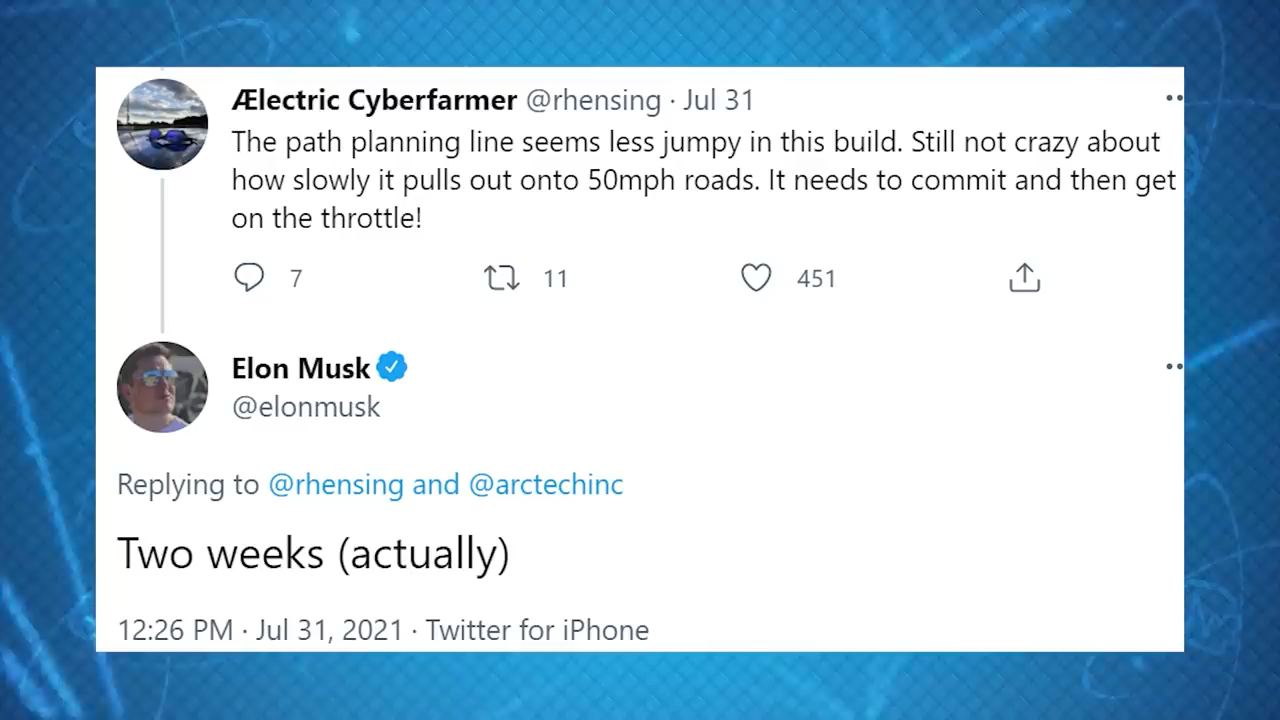 Ælectric Cyberfarmer @rhensing · Jul 31
The path planning line seems less jumpy in this build. Still not crazy about
how slowly it pulls out onto 50mph roads. It needs to commit and then get
on the throttle!
7 11 451
Elon Musk
@elonmusk
Replying to @rhensing and @arctechinc
Two weeks (actually)
12:26 PM · Jul 31, 2021 · Twitter for iPhone